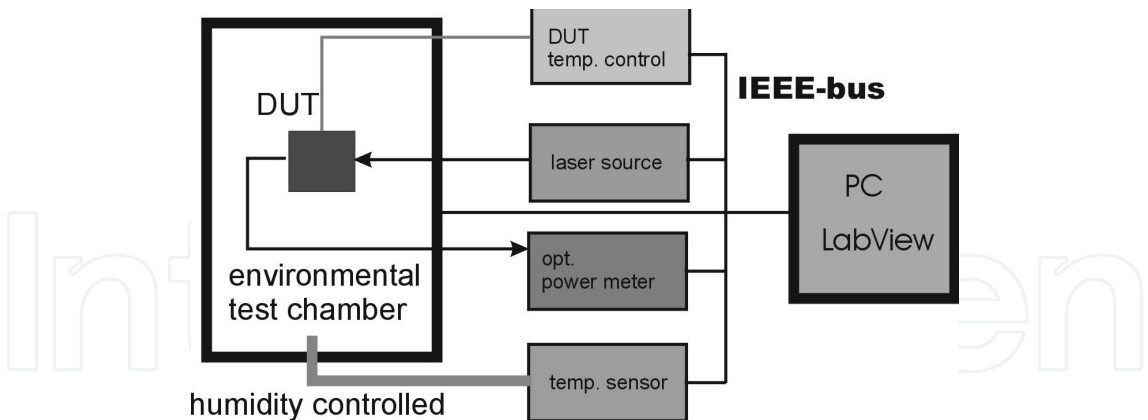 DUT
temp. control
IEEE-bus
DUT
laser source
PC
LabView
opt.
power meter
environmental
test chamber
temp. sensor
humidity controlled